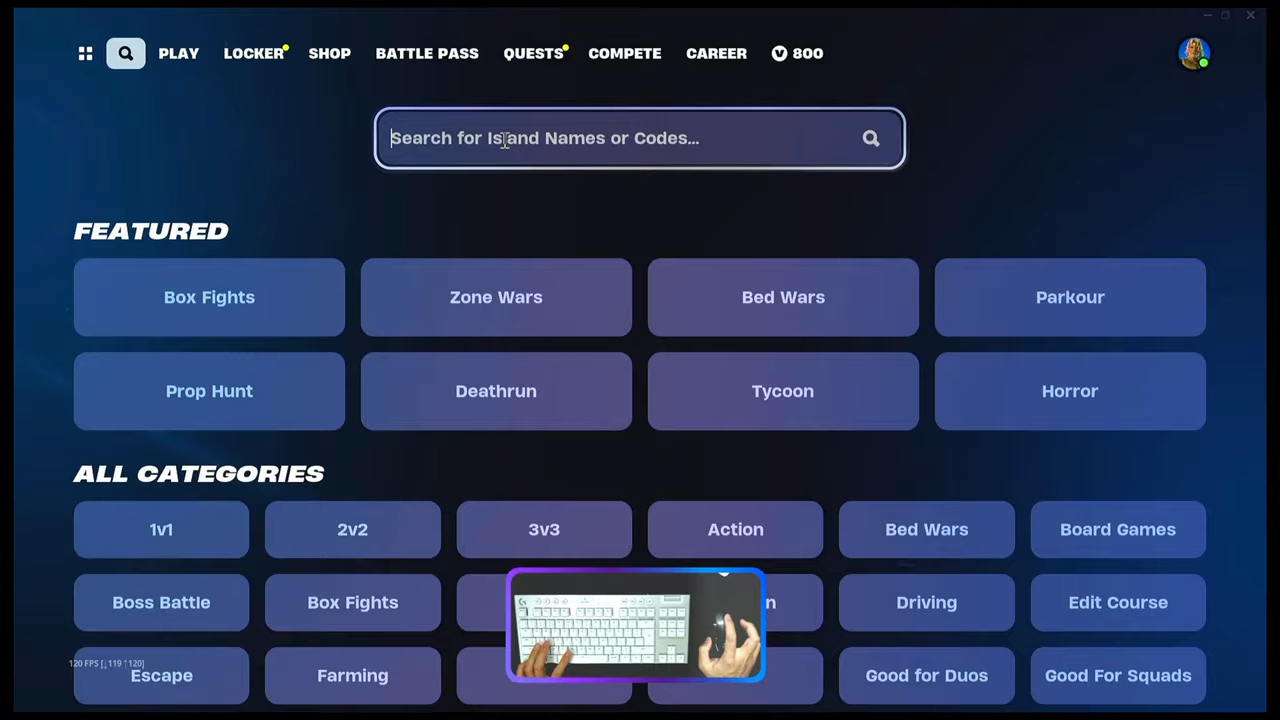 PLAY LOCKER SHOP BATTLE PASS QUESTS COMPETE CAREER 800
Search for Island Names or Codes...
FEATURED
Box Fights Zone Wars Bed Wars Parkour
Prop Hunt Deathrun Tycoon Horror
ALL CATEGORIES
1v1 2v2 3v3 Action Bed Wars Board Games
Boss Battle Box Fights Driving Edit Course
120 FPS [↓119 ↑120]
Escape Farming Good for Duos Good For Squads